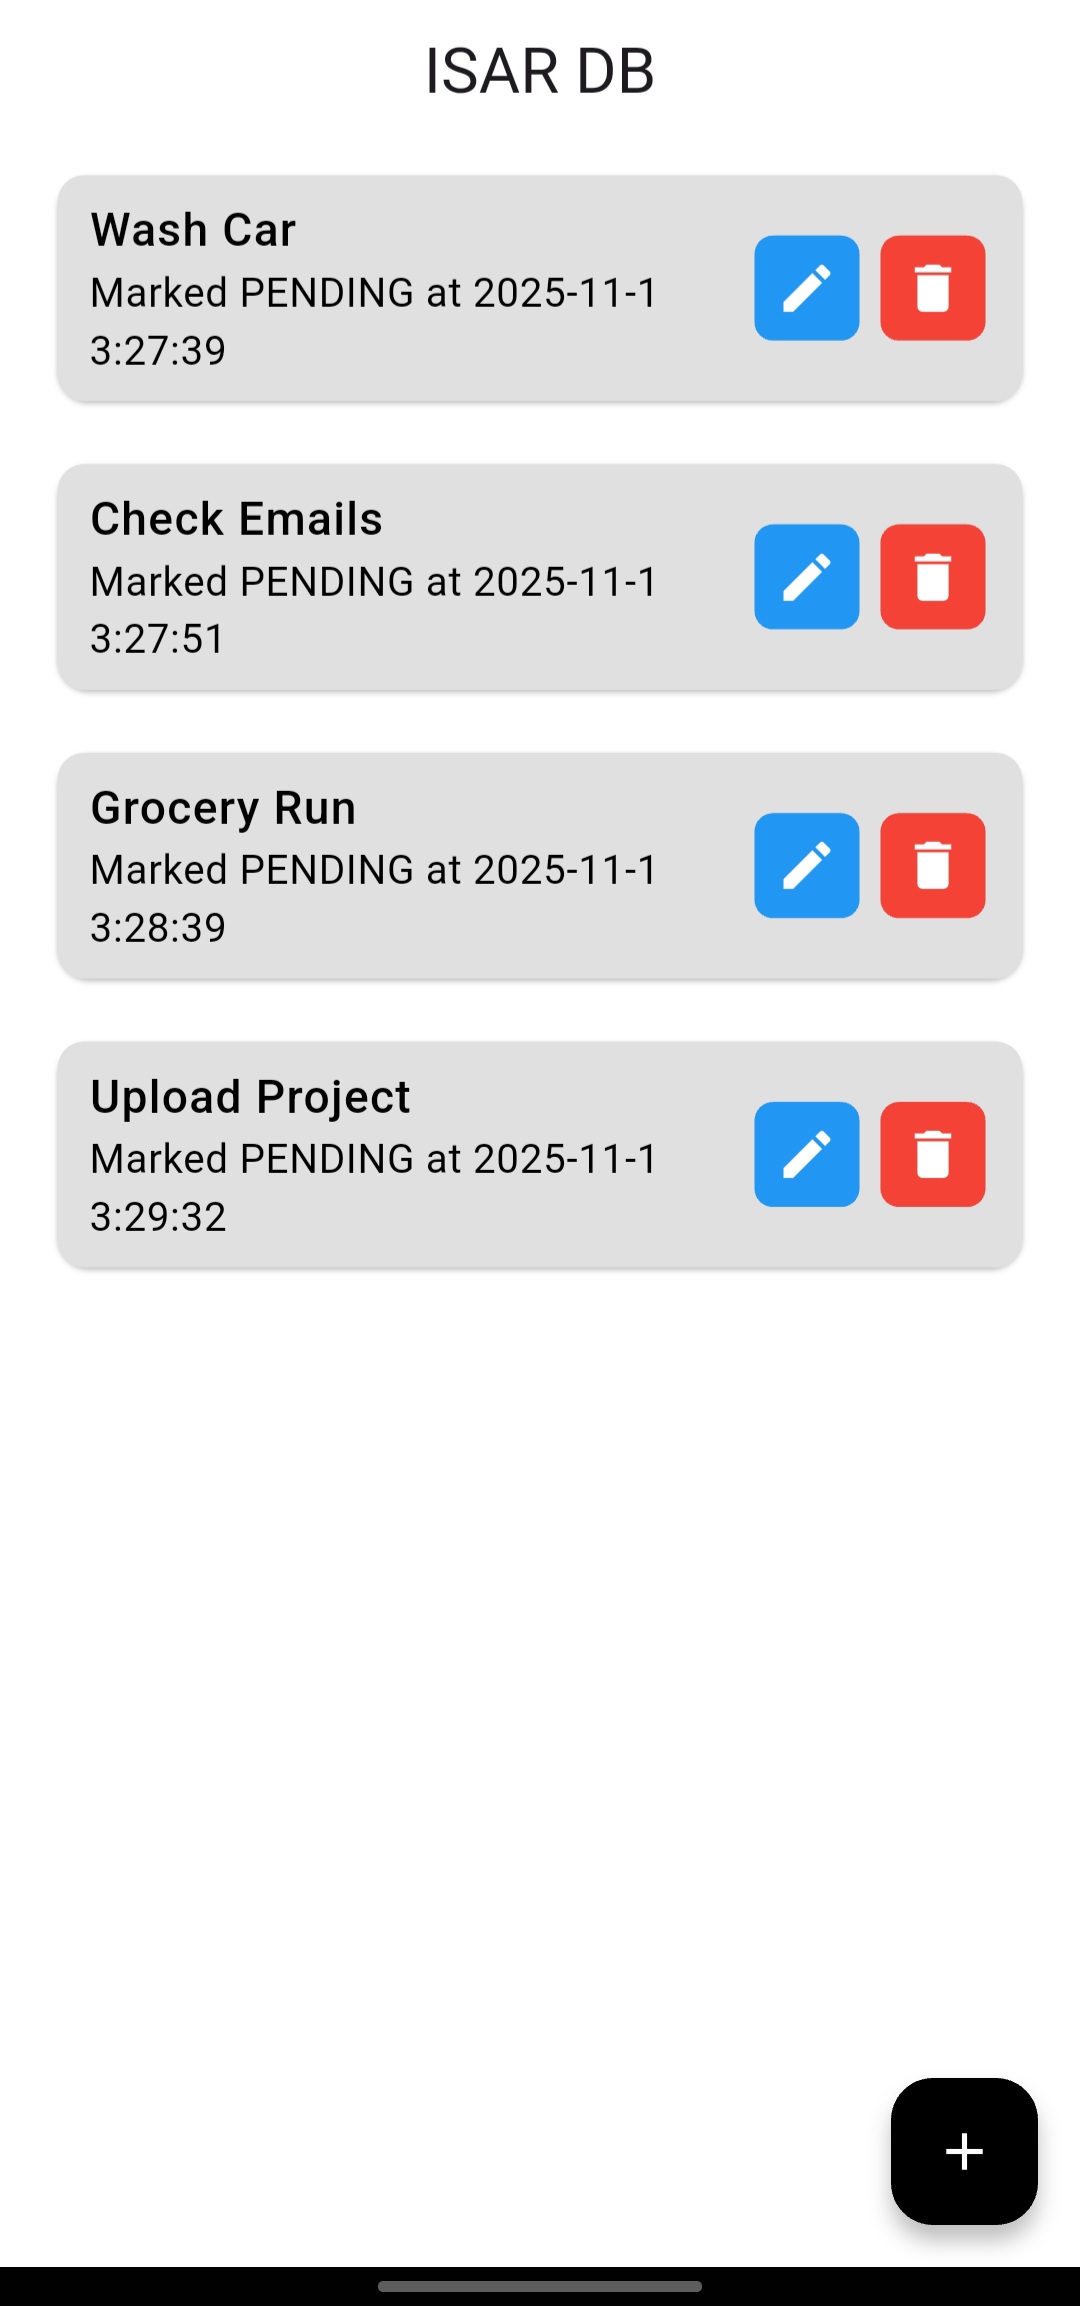 ISAR DB
Wash Car
Marked PENDING at 2025-11-1
3:27:39
Check Emails
Marked PENDING at 2025-11-1
3:27:51
Grocery Run
Marked PENDING at 2025-11-1
3:28:39
Upload Project
Marked PENDING at 2025-11-1
3:29:32